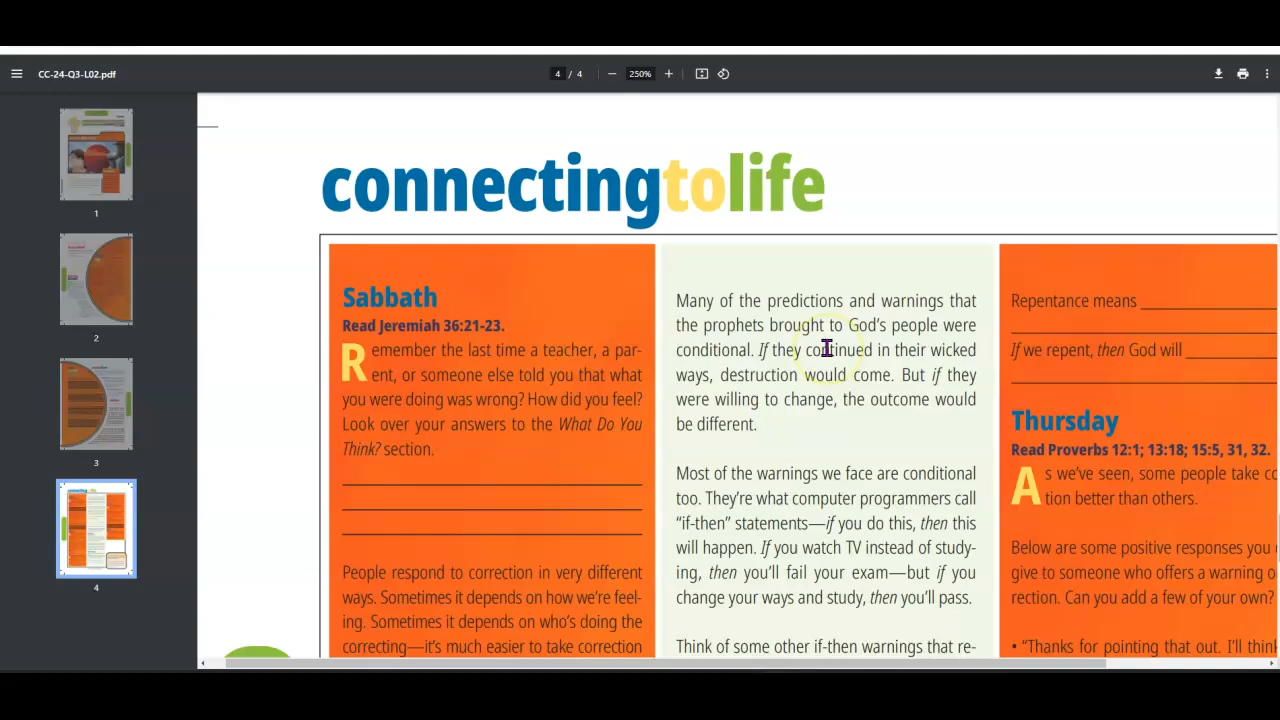 CC-24-Q3-L02.pdf
4 / 4
250%
1
2
3
4
connectingtolife
Sabbath
Read Jeremiah 36:21-23.
Remember the last time a teacher, a par-
ent, or someone else told you that what
you were doing was wrong? How did you feel?
Look over your answers to the What Do You
Think? section.
People respond to correction in very different
ways. Sometimes it depends on how we're feel-
ing. Sometimes it depends on who's doing the
correcting—it's much easier to take correction
Many of the predictions and warnings that
the prophets brought to God's people were
conditional. If they continued in their wicked
ways, destruction would come. But if they
were willing to change, the outcome would
be different.
Most of the warnings we face are conditional
too. They're what computer programmers call
"if-then" statements—if you do this, then this
will happen. If you watch TV instead of study-
ing, then you'll fail your exam—but if you
change your ways and study, then you'll pass.
Think of some other if-then warnings that re-
Repentance means
If we repent, then God will
Thursday
Read Proverbs 12:1; 13:18; 15:5, 31, 32.
As we've seen, some people take co
tion better than others.
Below are some positive responses you
give to someone who offers a warning o
rection. Can you add a few of your own?
• "Thanks for pointing that out. I'll thin